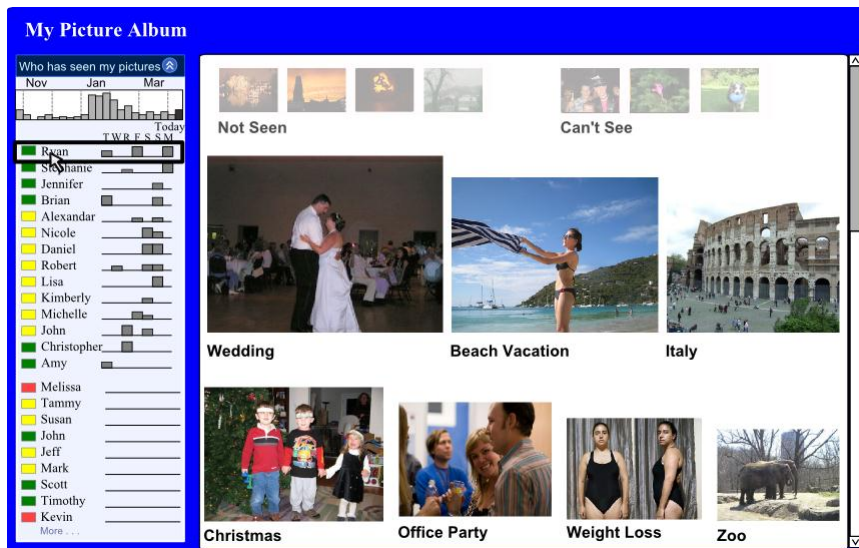 My Picture Album
Who has seen my pictures
Nov Jan Mar
Today
T W R F S S M
Ryan
Stephanie
Jennifer
Brian
Alexandar
Nicole
Daniel
Robert
Lisa
Kimberly
Michelle
John
Christopher
Amy
Melissa
Tammy
Susan
John
Jeff
Mark
Scott
Timothy
Kevin
More . . .
Not Seen
Can't See
Wedding
Beach Vacation
Italy
Christmas
Office Party
Weight Loss
Zoo